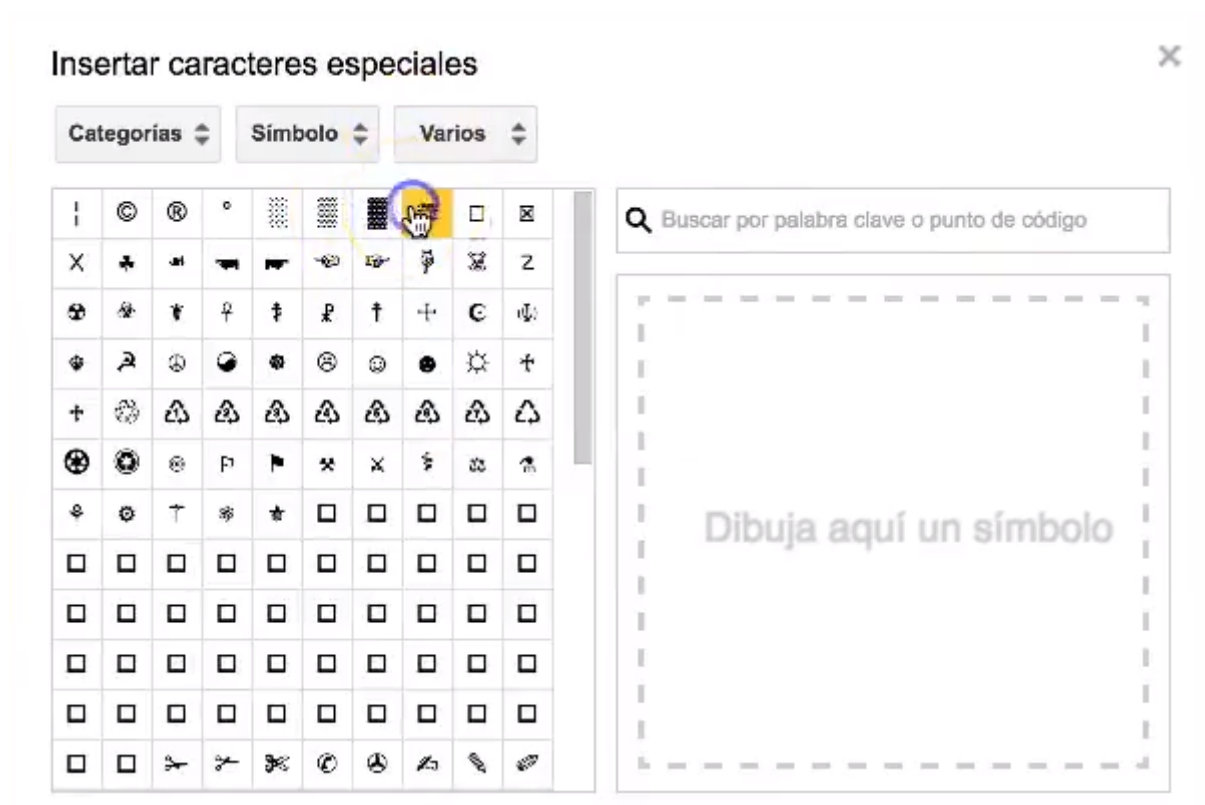 Insertar caracteres especiales
Categorías Símbolo Varios
Buscar por palabra clave o punto de código
Dibuja aquí un símbolo